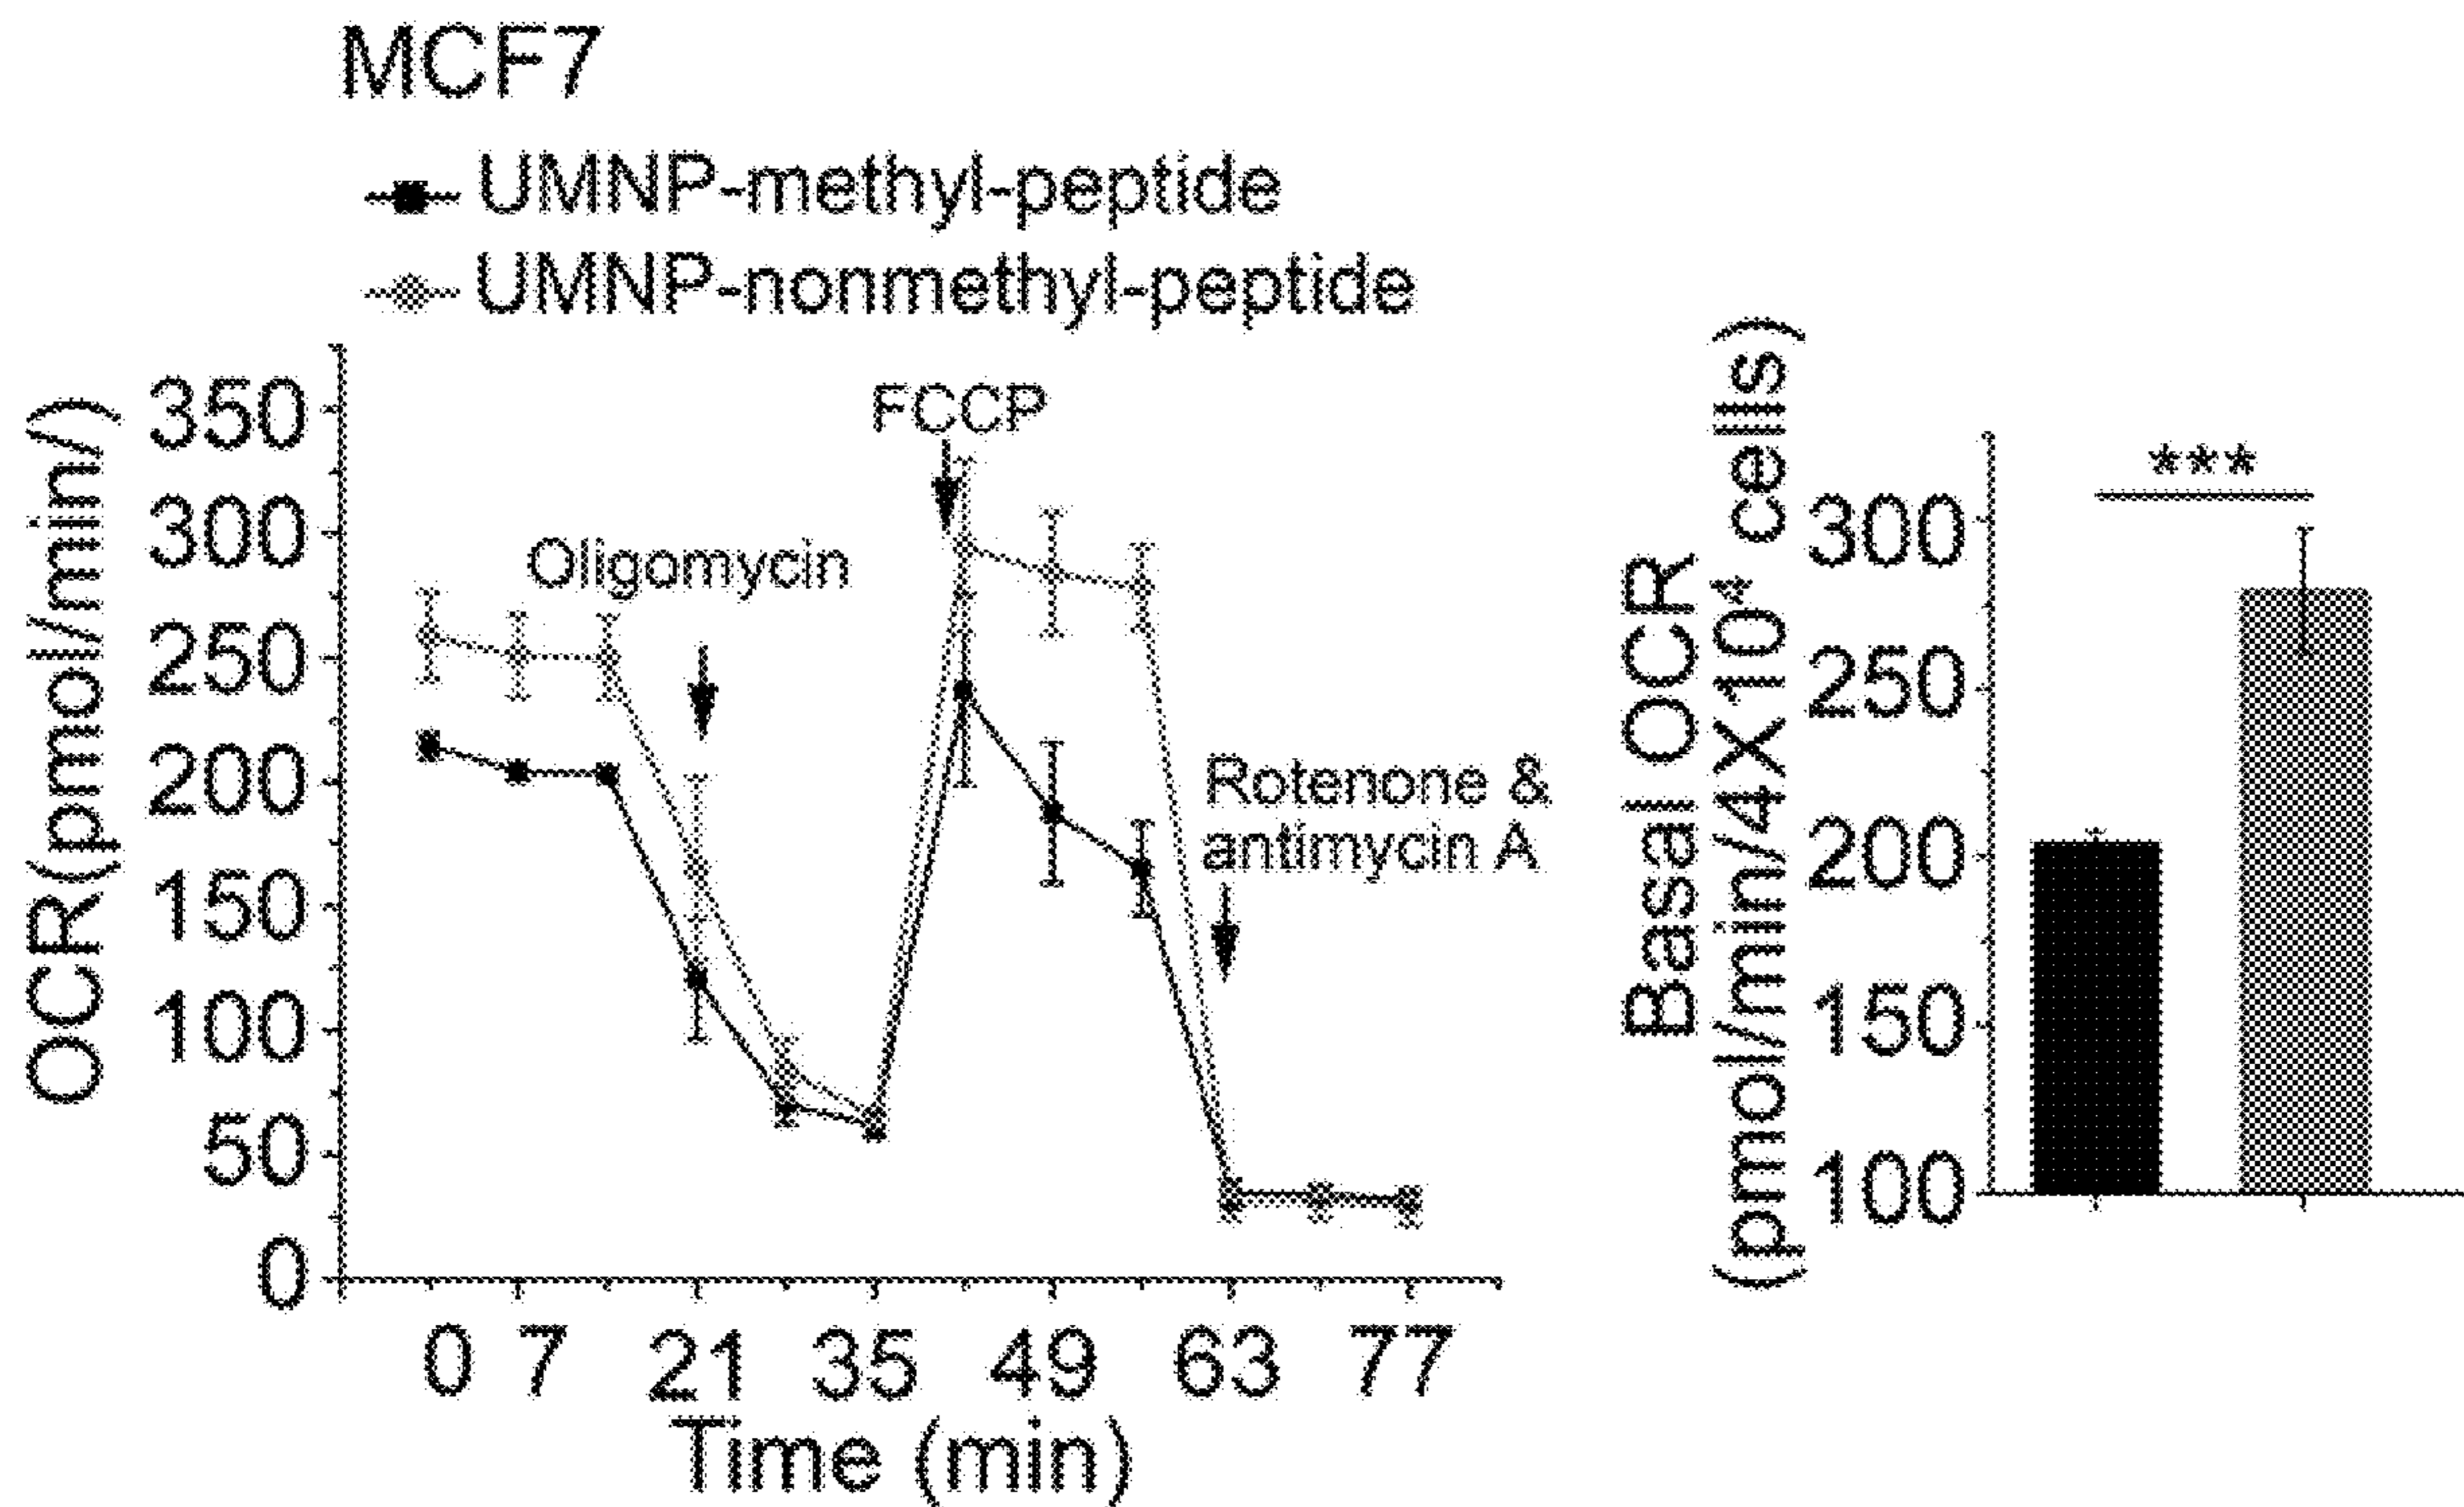 MCF7
UMNP-methyl-peptide
UMNP-nonmethyl-peptide
OCR(pmol/min/)
350
300
250
200
150
100
50
0
Oligomycin
FCCP
Rotenone &
antimycin A
0 7 21 35 49 63 77
Time (min)
Basal OCR
(pmol/min/4X10⁴ cells)
300
250
200
150
100
***